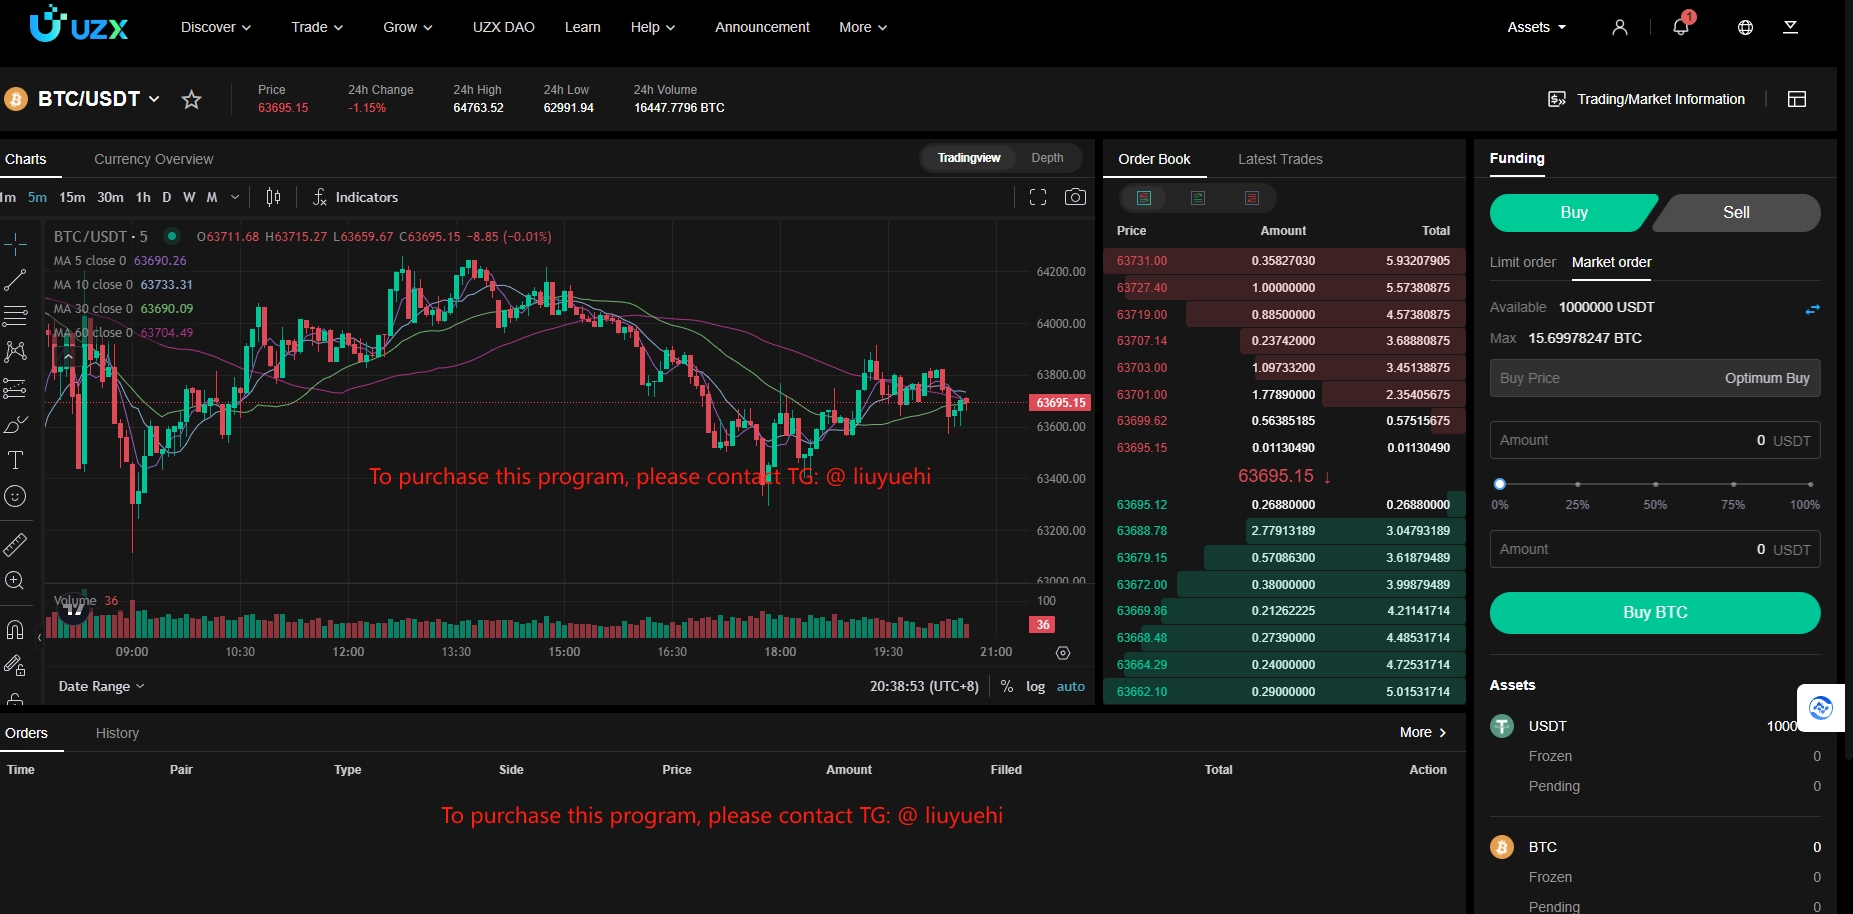 UZX
Discover Trade Grow UZX DAO Learn Help Announcement More
Assets 1
BTC/USDT
Price 24h Change 24h High 24h Low 24h Volume
63695.15 -1.15% 64763.52 62991.94 16447.7796 BTC
Trading/Market Information
Charts Currency Overview
Tradingview Depth
1m 5m 15m 30m 1h D W M Indicators
BTC/USDT · 5 O63711.68 H63715.27 L63659.67 C63695.15 −8.85 (−0.01%)
MA 5 close 0 63690.26
MA 10 close 0 63733.31
MA 30 close 0 63690.09
MA 60 close 0 63704.49
64200.00
64000.00
63800.00
63695.15
63600.00
63400.00
63200.00
63000.00
To purchase this program, please contact TG: @ liuyuehi
Volume 36
100
36
09:00 10:30 12:00 13:30 15:00 16:30 18:00 19:30 21:00
Date Range 20:38:53 (UTC+8) % log auto
Order Book Latest Trades
Price Amount Total
63731.00 0.35827030 5.93207905
63727.40 1.00000000 5.57380875
63719.00 0.88500000 4.57380875
63707.14 0.23742000 3.68880875
63703.00 1.09733200 3.45138875
63701.00 1.77890000 2.35405675
63699.62 0.56385185 0.57515675
63695.15 0.01130490 0.01130490
63695.15 ↓
63695.12 0.26880000 0.26880000
63688.78 2.77913189 3.04793189
63679.15 0.57086300 3.61879489
63672.00 0.38000000 3.99879489
63669.86 0.21262225 4.21141714
63668.48 0.27390000 4.48531714
63664.29 0.24000000 4.72531714
63662.10 0.29000000 5.01531714
Funding
Buy Sell
Limit order Market order
Available 1000000 USDT
Max 15.69978247 BTC
Buy Price Optimum Buy
Amount 0 USDT
0% 25% 50% 75% 100%
Amount 0 USDT
Buy BTC
Assets
USDT 1000
Frozen 0
Pending 0
BTC 0
Frozen 0
Pending 0
Orders History More
Time Pair Type Side Price Amount Filled Total Action
To purchase this program, please contact TG: @ liuyuehi